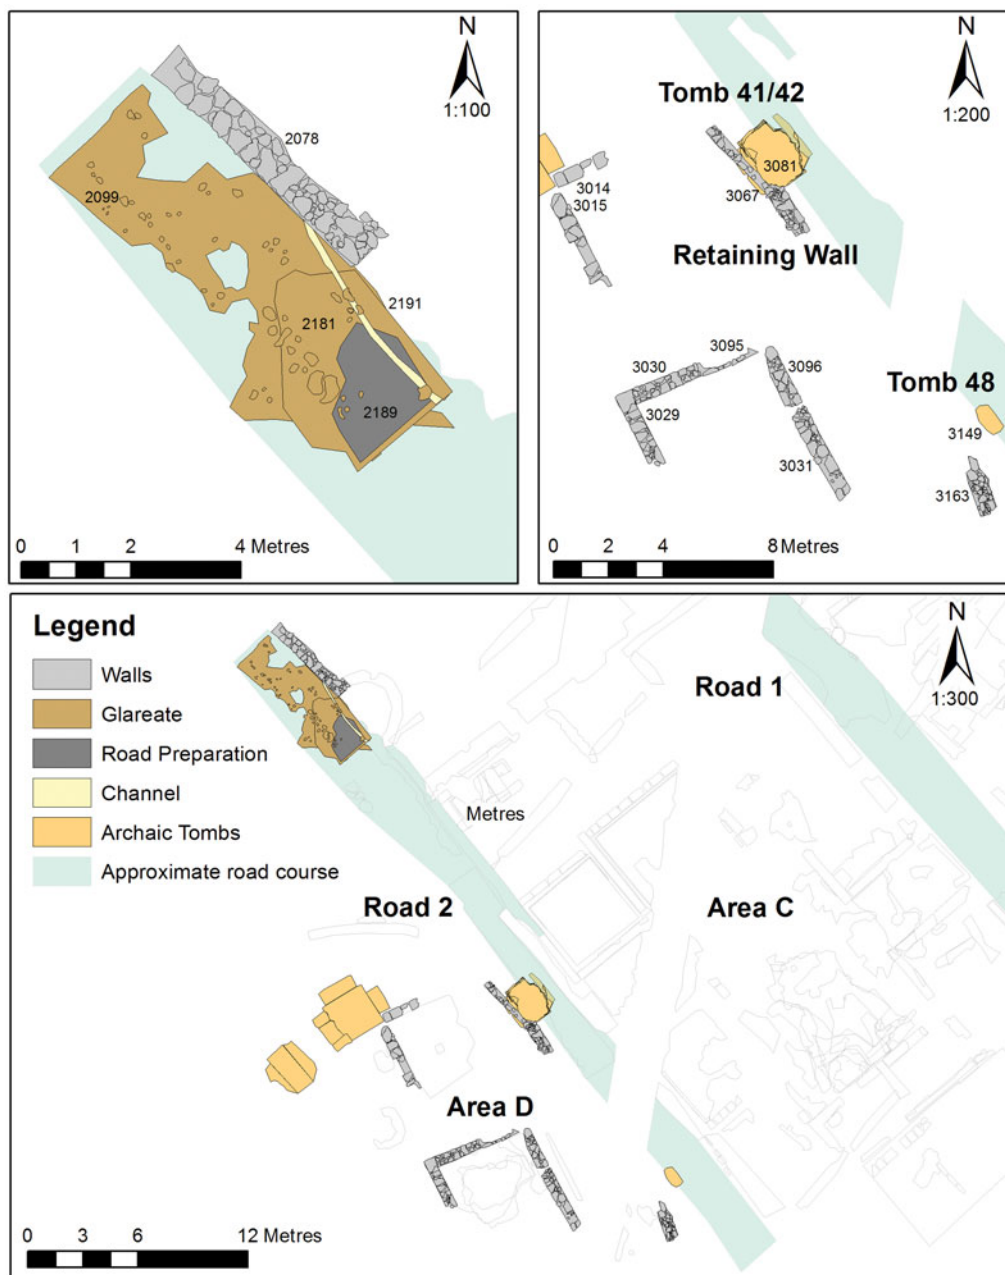 N
1:100
2078
2099
2191
2181
2189
0 1 2 4 Metres
N
1:200
Tomb 41/42
3081
3014
3015
3067
Retaining Wall
3095
3030
3096
Tomb 48
3029
3149
3031
3163
0 2 4 8 Metres
Legend
Walls
Glareate
Road Preparation
Channel
Archaic Tombs
Approximate road course
N
1:300
Road 1
Metres
Road 2
Area C
Area D
0 3 6 12 Metres